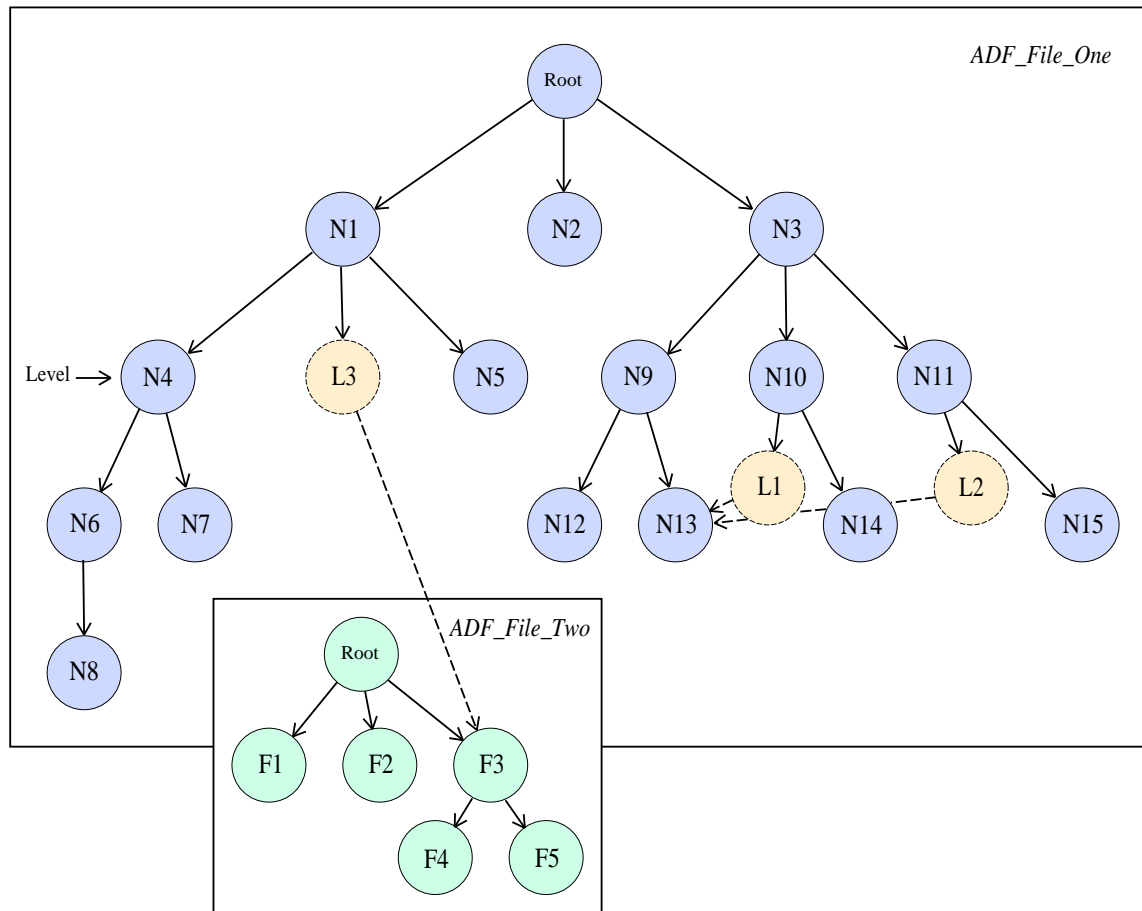 ADF_File_One
Root
N1
N2
N3
Level
N4
L3
N5
N9
N10
N11
L1
L2
N6
N7
N12
N13
N14
N15
N8
ADF_File_Two
Root
F1
F2
F3
F4
F5